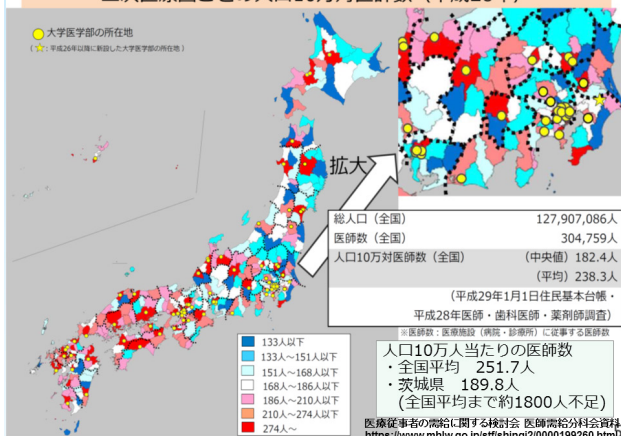 大学医学部の所在地
( ☆:平成26年以降に新設した大学医学部の所在地 )
拡大
総人口(全国) 127,907,086人
医師数(全国) 304,759人
人口10万対医師数(全国) (中央値) 182.4人
(平均) 238.3人
(平成29年1月1日住民基本台帳・
平成28年医師・歯科医師・薬剤師調査)
※医師数:医療施設(病院・診療所)に従事する医師数
133人以下
133人~151人以下
151人~168人以下
168人~186人以下
186人~210人以下
210人~274人以下
274人~
人口10万人当たりの医師数
・全国平均 251.7人
・茨城県 189.8人
(全国平均まで約1800人不足)
医療従事者の需給に関する検討会 医師需給分科会資料